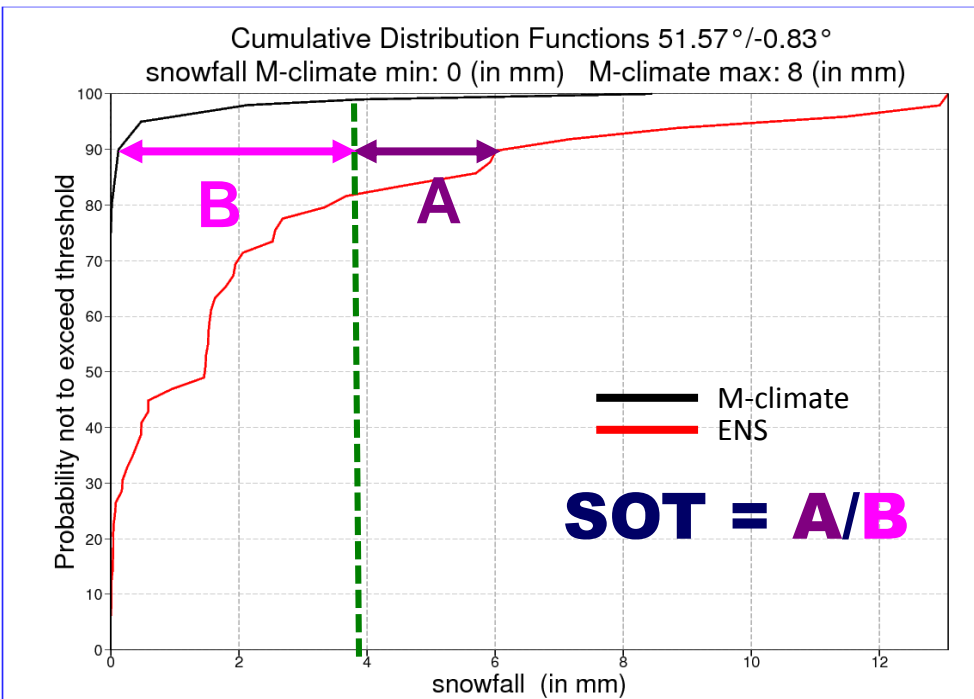 Cumulative Distribution Functions 51.57°/-0.83°
snowfall M-climate min: 0 (in mm) M-climate max: 8 (in mm)
Probability not to exceed threshold
100
90
80
70
60
50
40
30
20
10
0
B
A
M-climate
ENS
SOT = A/B
0 2 4 6 8 10 12
snowfall (in mm)